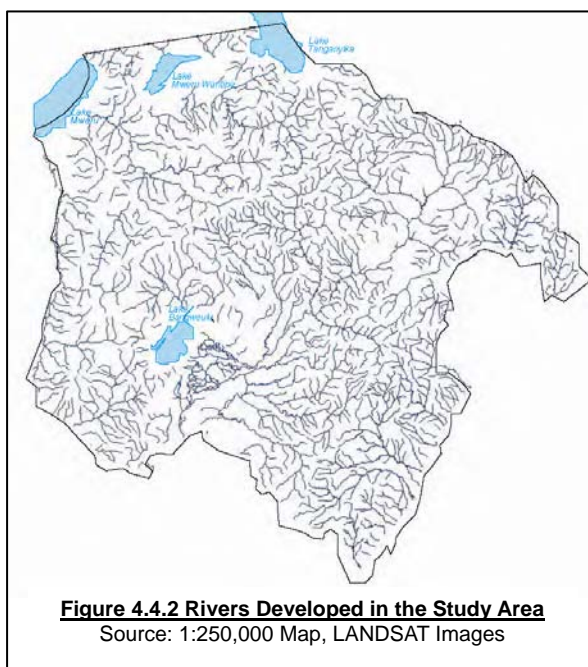 Lake
Tanganyika
Lake
Mweru Wantipa
Lake
Mweru
Lake
Bangweulu
Figure 4.4.2 Rivers Developed in the Study Area
Source: 1:250,000 Map, LANDSAT Images